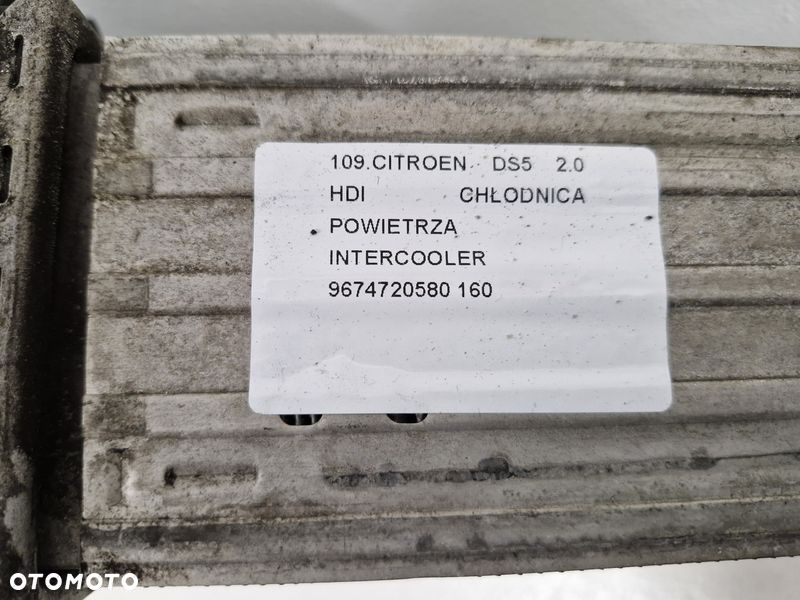 109.CITROEN DS5 2.0
HDI CHŁODNICA
POWIETRZA
INTERCOOLER
9674720580 160
OTOMOTO